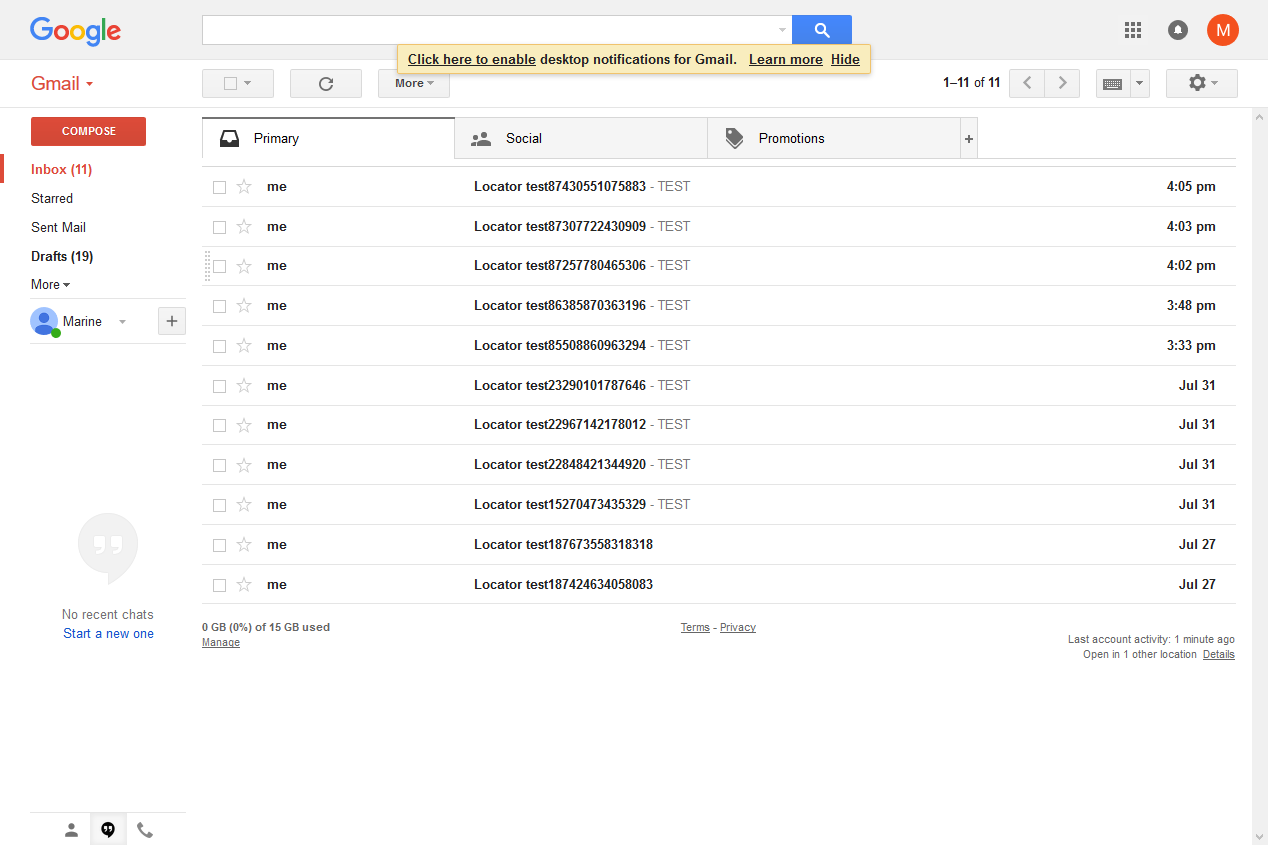 Google
M
Click here to enable desktop notifications for Gmail. Learn more Hide
Gmail
More
1–11 of 11
COMPOSE
Primary
Social
Promotions
+
Inbox (11)
Starred
Sent Mail
Drafts (19)
More
Marine
+
me Locator test87430551075883 - TEST 4:05 pm
me Locator test87307722430909 - TEST 4:03 pm
me Locator test87257780465306 - TEST 4:02 pm
me Locator test86385870363196 - TEST 3:48 pm
me Locator test85508860963294 - TEST 3:33 pm
me Locator test23290101787646 - TEST Jul 31
me Locator test22967142178012 - TEST Jul 31
me Locator test22848421344920 - TEST Jul 31
me Locator test15270473435329 - TEST Jul 31
me Locator test187673558318318 Jul 27
me Locator test187424634058083 Jul 27
No recent chats
Start a new one
0 GB (0%) of 15 GB used
Manage
Terms - Privacy
Last account activity: 1 minute ago
Open in 1 other location Details